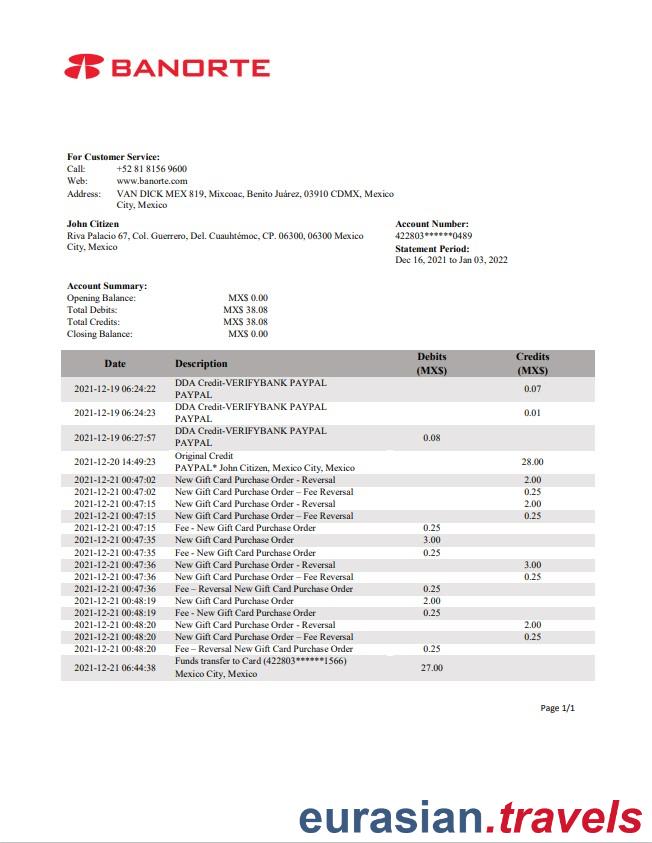 BANORTE
For Customer Service:
Call: +52 81 8156 9600
Web: www.banorte.com
Address: VAN DICK MEX 819, Mixcoac, Benito Juárez, 03910 CDMX, Mexico
City, Mexico
John Citizen
Riva Palacio 67, Col. Guerrero, Del. Cuauhtémoc, CP. 06300, 06300 Mexico
City, Mexico
Account Number:
422803******0489
Statement Period:
Dec 16, 2021 to Jan 03, 2022
Account Summary:
Opening Balance: MX$ 0.00
Total Debits: MX$ 38.08
Total Credits: MX$ 38.08
Closing Balance: MX$ 0.00
Date Description Debits (MX$) Credits (MX$)
2021-12-19 06:24:22 DDA Credit-VERIFYBANK PAYPAL PAYPAL 0.07
2021-12-19 06:24:23 DDA Credit-VERIFYBANK PAYPAL PAYPAL 0.01
2021-12-19 06:27:57 DDA Credit-VERIFYBANK PAYPAL PAYPAL 0.08
2021-12-20 14:49:23 Original Credit PAYPAL* John Citizen, Mexico City, Mexico 28.00
2021-12-21 00:47:02 New Gift Card Purchase Order - Reversal 2.00
2021-12-21 00:47:02 New Gift Card Purchase Order – Fee Reversal 0.25
2021-12-21 00:47:15 New Gift Card Purchase Order - Reversal 2.00
2021-12-21 00:47:15 New Gift Card Purchase Order – Fee Reversal 0.25
2021-12-21 00:47:15 Fee - New Gift Card Purchase Order 0.25
2021-12-21 00:47:35 New Gift Card Purchase Order 3.00
2021-12-21 00:47:35 Fee - New Gift Card Purchase Order 0.25
2021-12-21 00:47:36 New Gift Card Purchase Order - Reversal 3.00
2021-12-21 00:47:36 New Gift Card Purchase Order – Fee Reversal 0.25
2021-12-21 00:47:36 Fee – Reversal New Gift Card Purchase Order 0.25
2021-12-21 00:48:19 New Gift Card Purchase Order 2.00
2021-12-21 00:48:19 Fee - New Gift Card Purchase Order 0.25
2021-12-21 00:48:20 New Gift Card Purchase Order - Reversal 2.00
2021-12-21 00:48:20 New Gift Card Purchase Order – Fee Reversal 0.25
2021-12-21 00:48:20 Fee – Reversal New Gift Card Purchase Order 0.25
2021-12-21 06:44:38 Funds transfer to Card (422803******1566) Mexico City, Mexico 27.00
Page 1/1
eurasian.travels